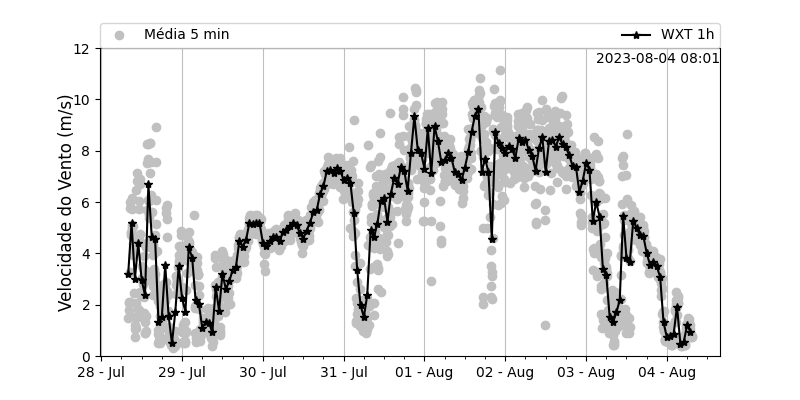 Média 5 min
WXT 1h
2023-08-04 08:01
Velocidade do Vento (m/s)
12
10
8
6
4
2
0
28 - Jul
29 - Jul
30 - Jul
31 - Jul
01 - Aug
02 - Aug
03 - Aug
04 - Aug